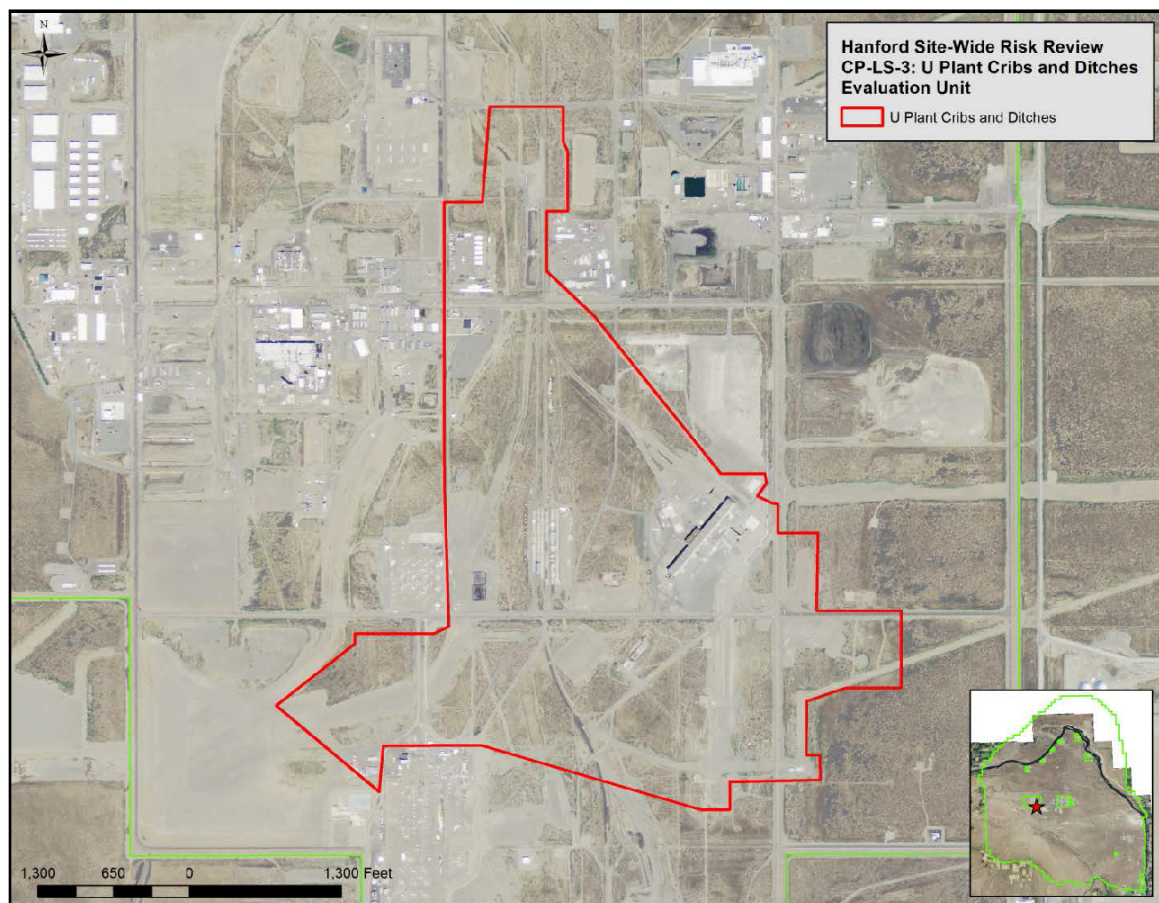 N
Hanford Site-Wide Risk Review
CP-LS-3: U Plant Cribs and Ditches
Evaluation Unit
U Plant Cribs and Ditches
1,300 650 0 1,300 Feet